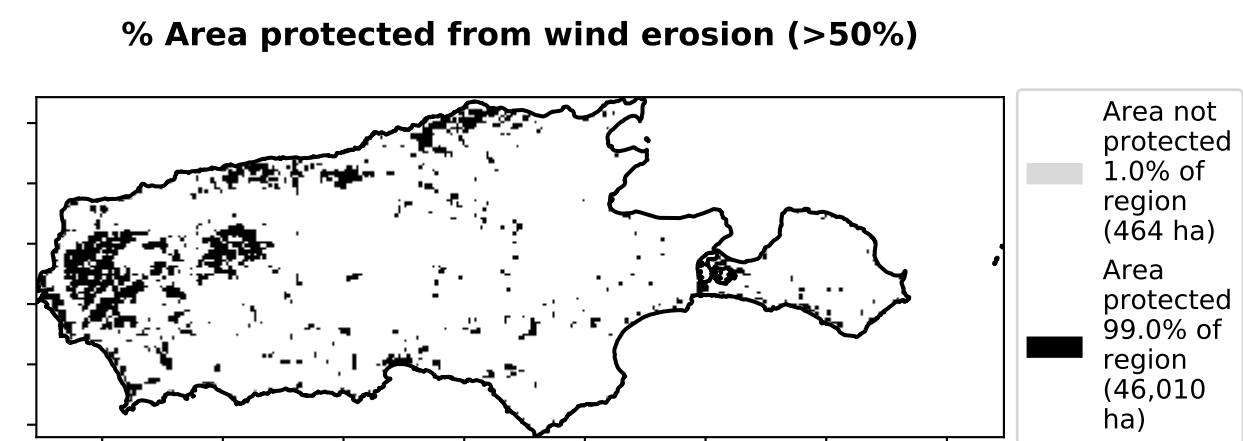 % Area protected from wind erosion (>50%)
Area not
protected
1.0% of
region
(464 ha)
Area
protected
99.0% of
region
(46,010
ha)